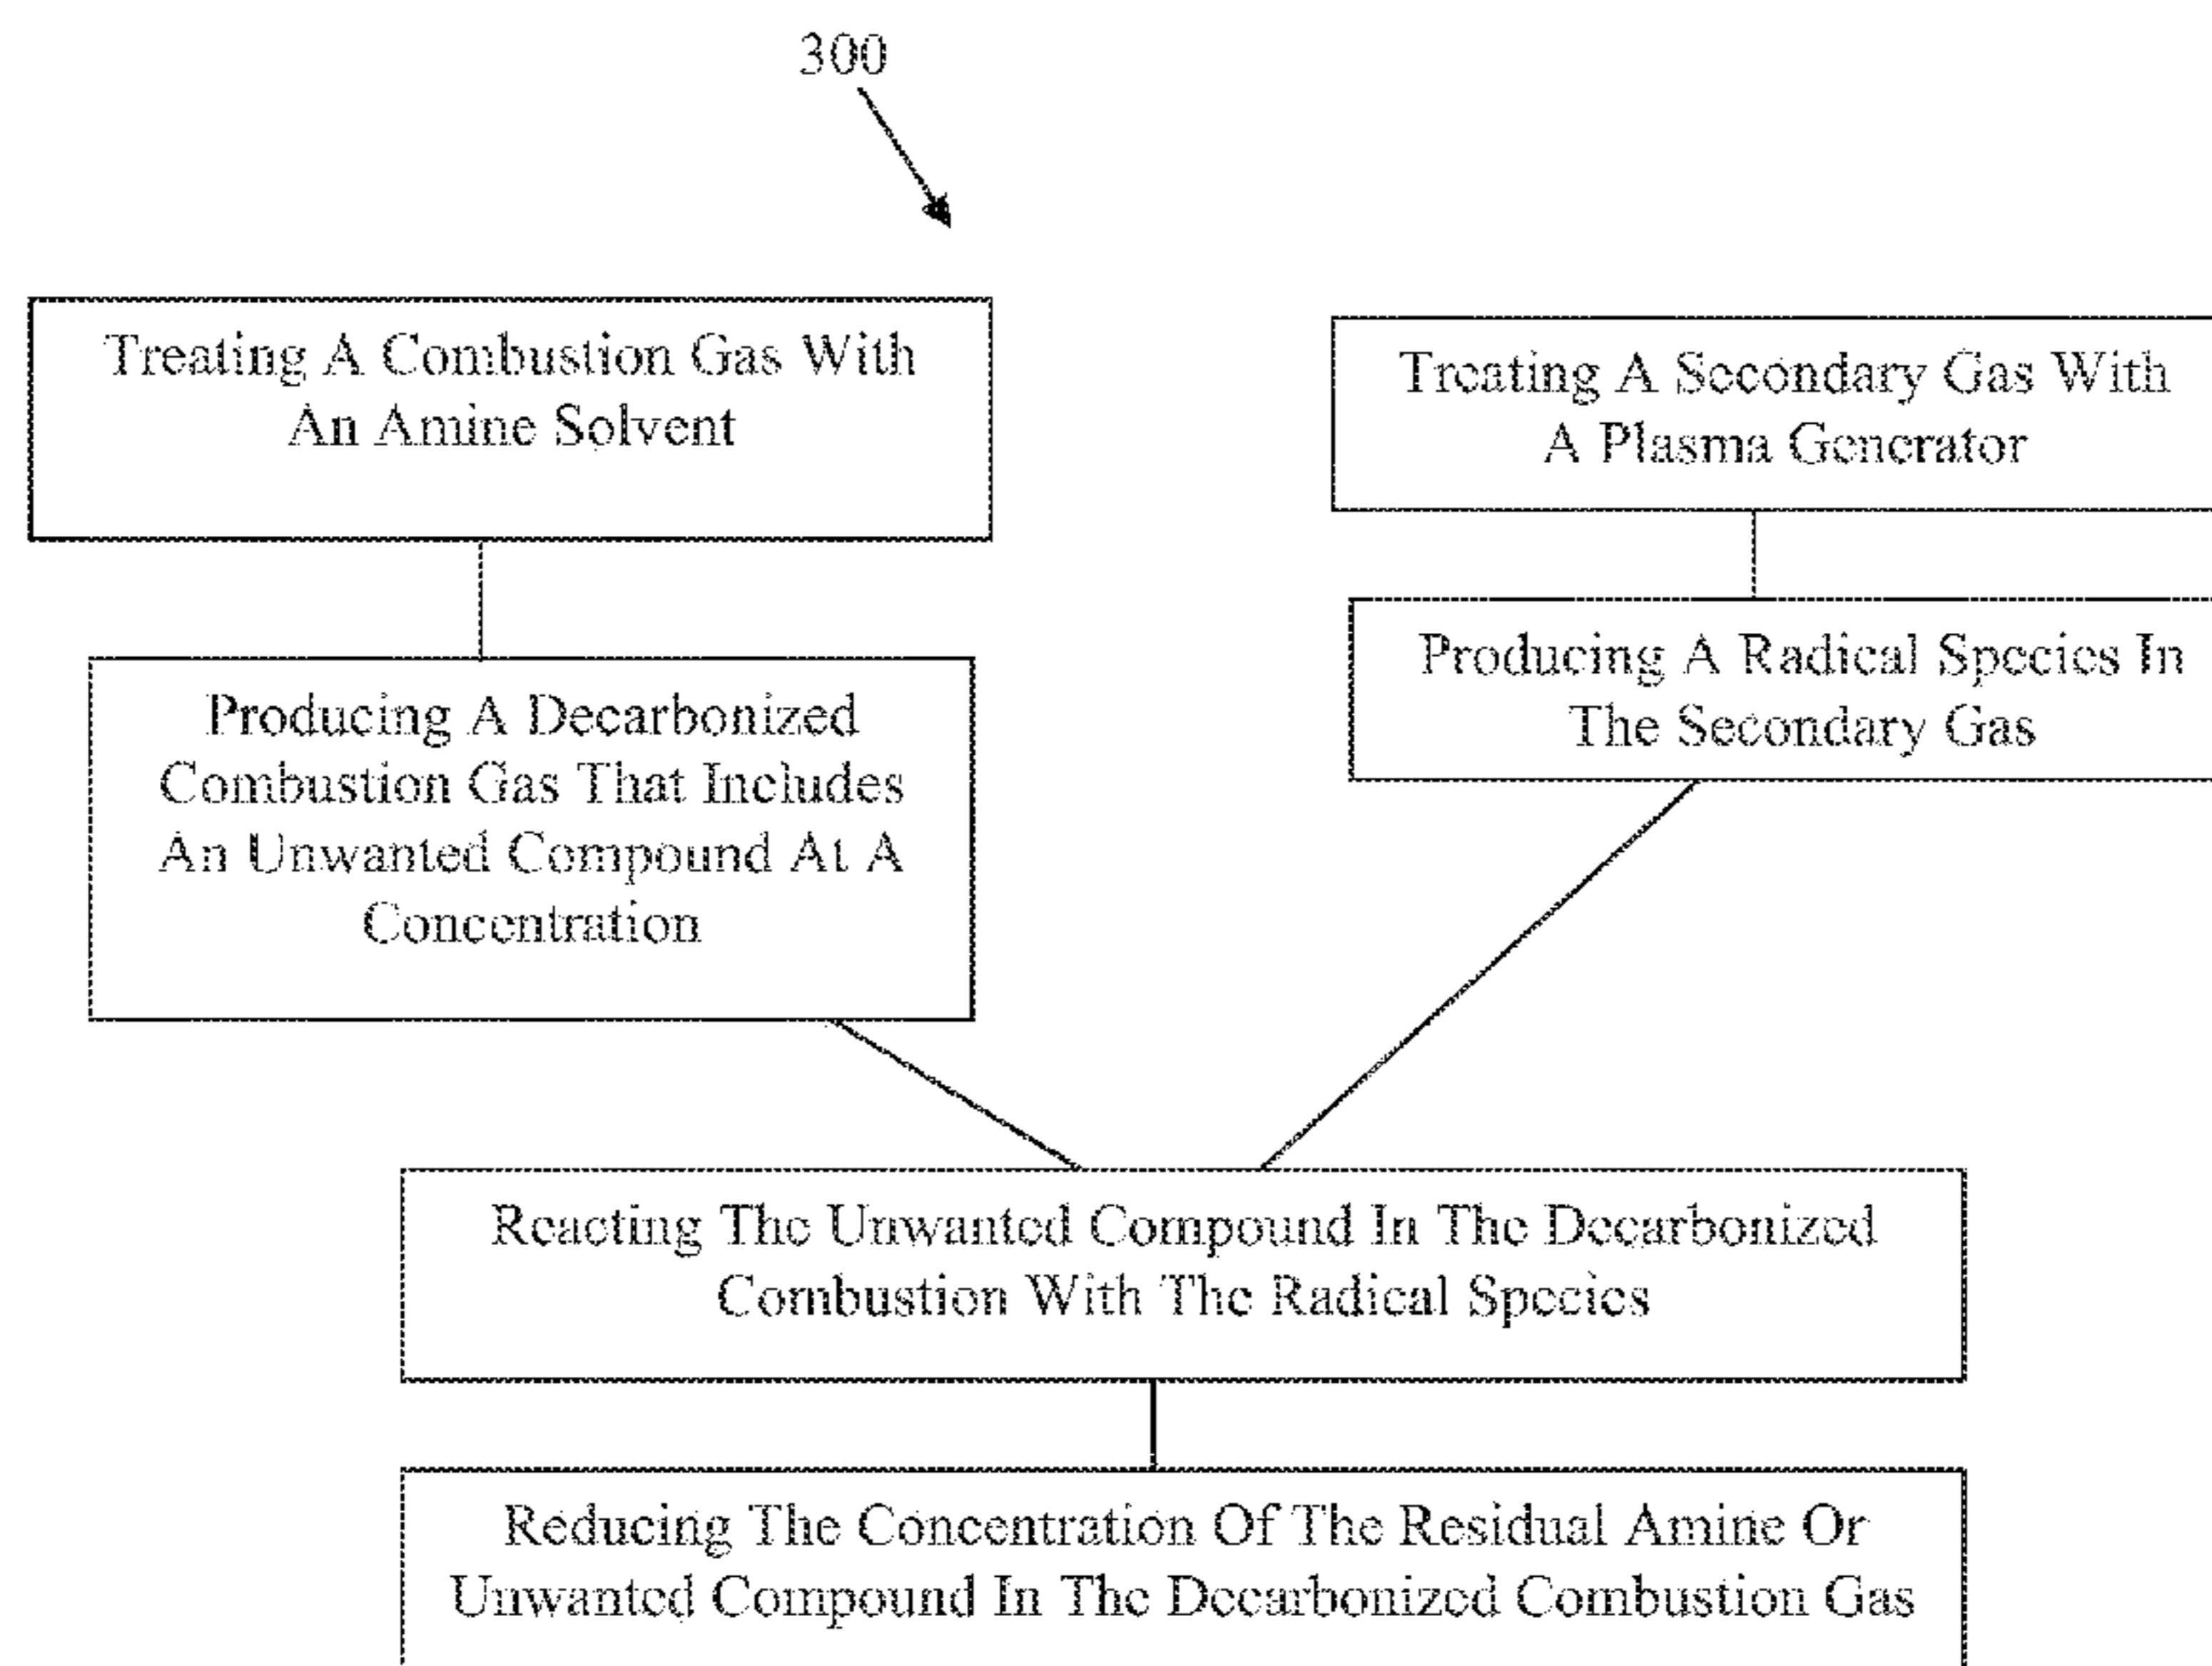 300
Treating A Combustion Gas With
An Amine Solvent
Treating A Secondary Gas With
A Plasma Generator
Producing A Decarbonized
Combustion Gas That Includes
An Unwanted Compound At A
Concentration
Producing A Radical Species In
The Secondary Gas
Reacting The Unwanted Compound In The Decarbonized
Combustion With The Radical Species
Reducing The Concentration Of The Residual Amine Or
Unwanted Compound In The Decarbonized Combustion Gas